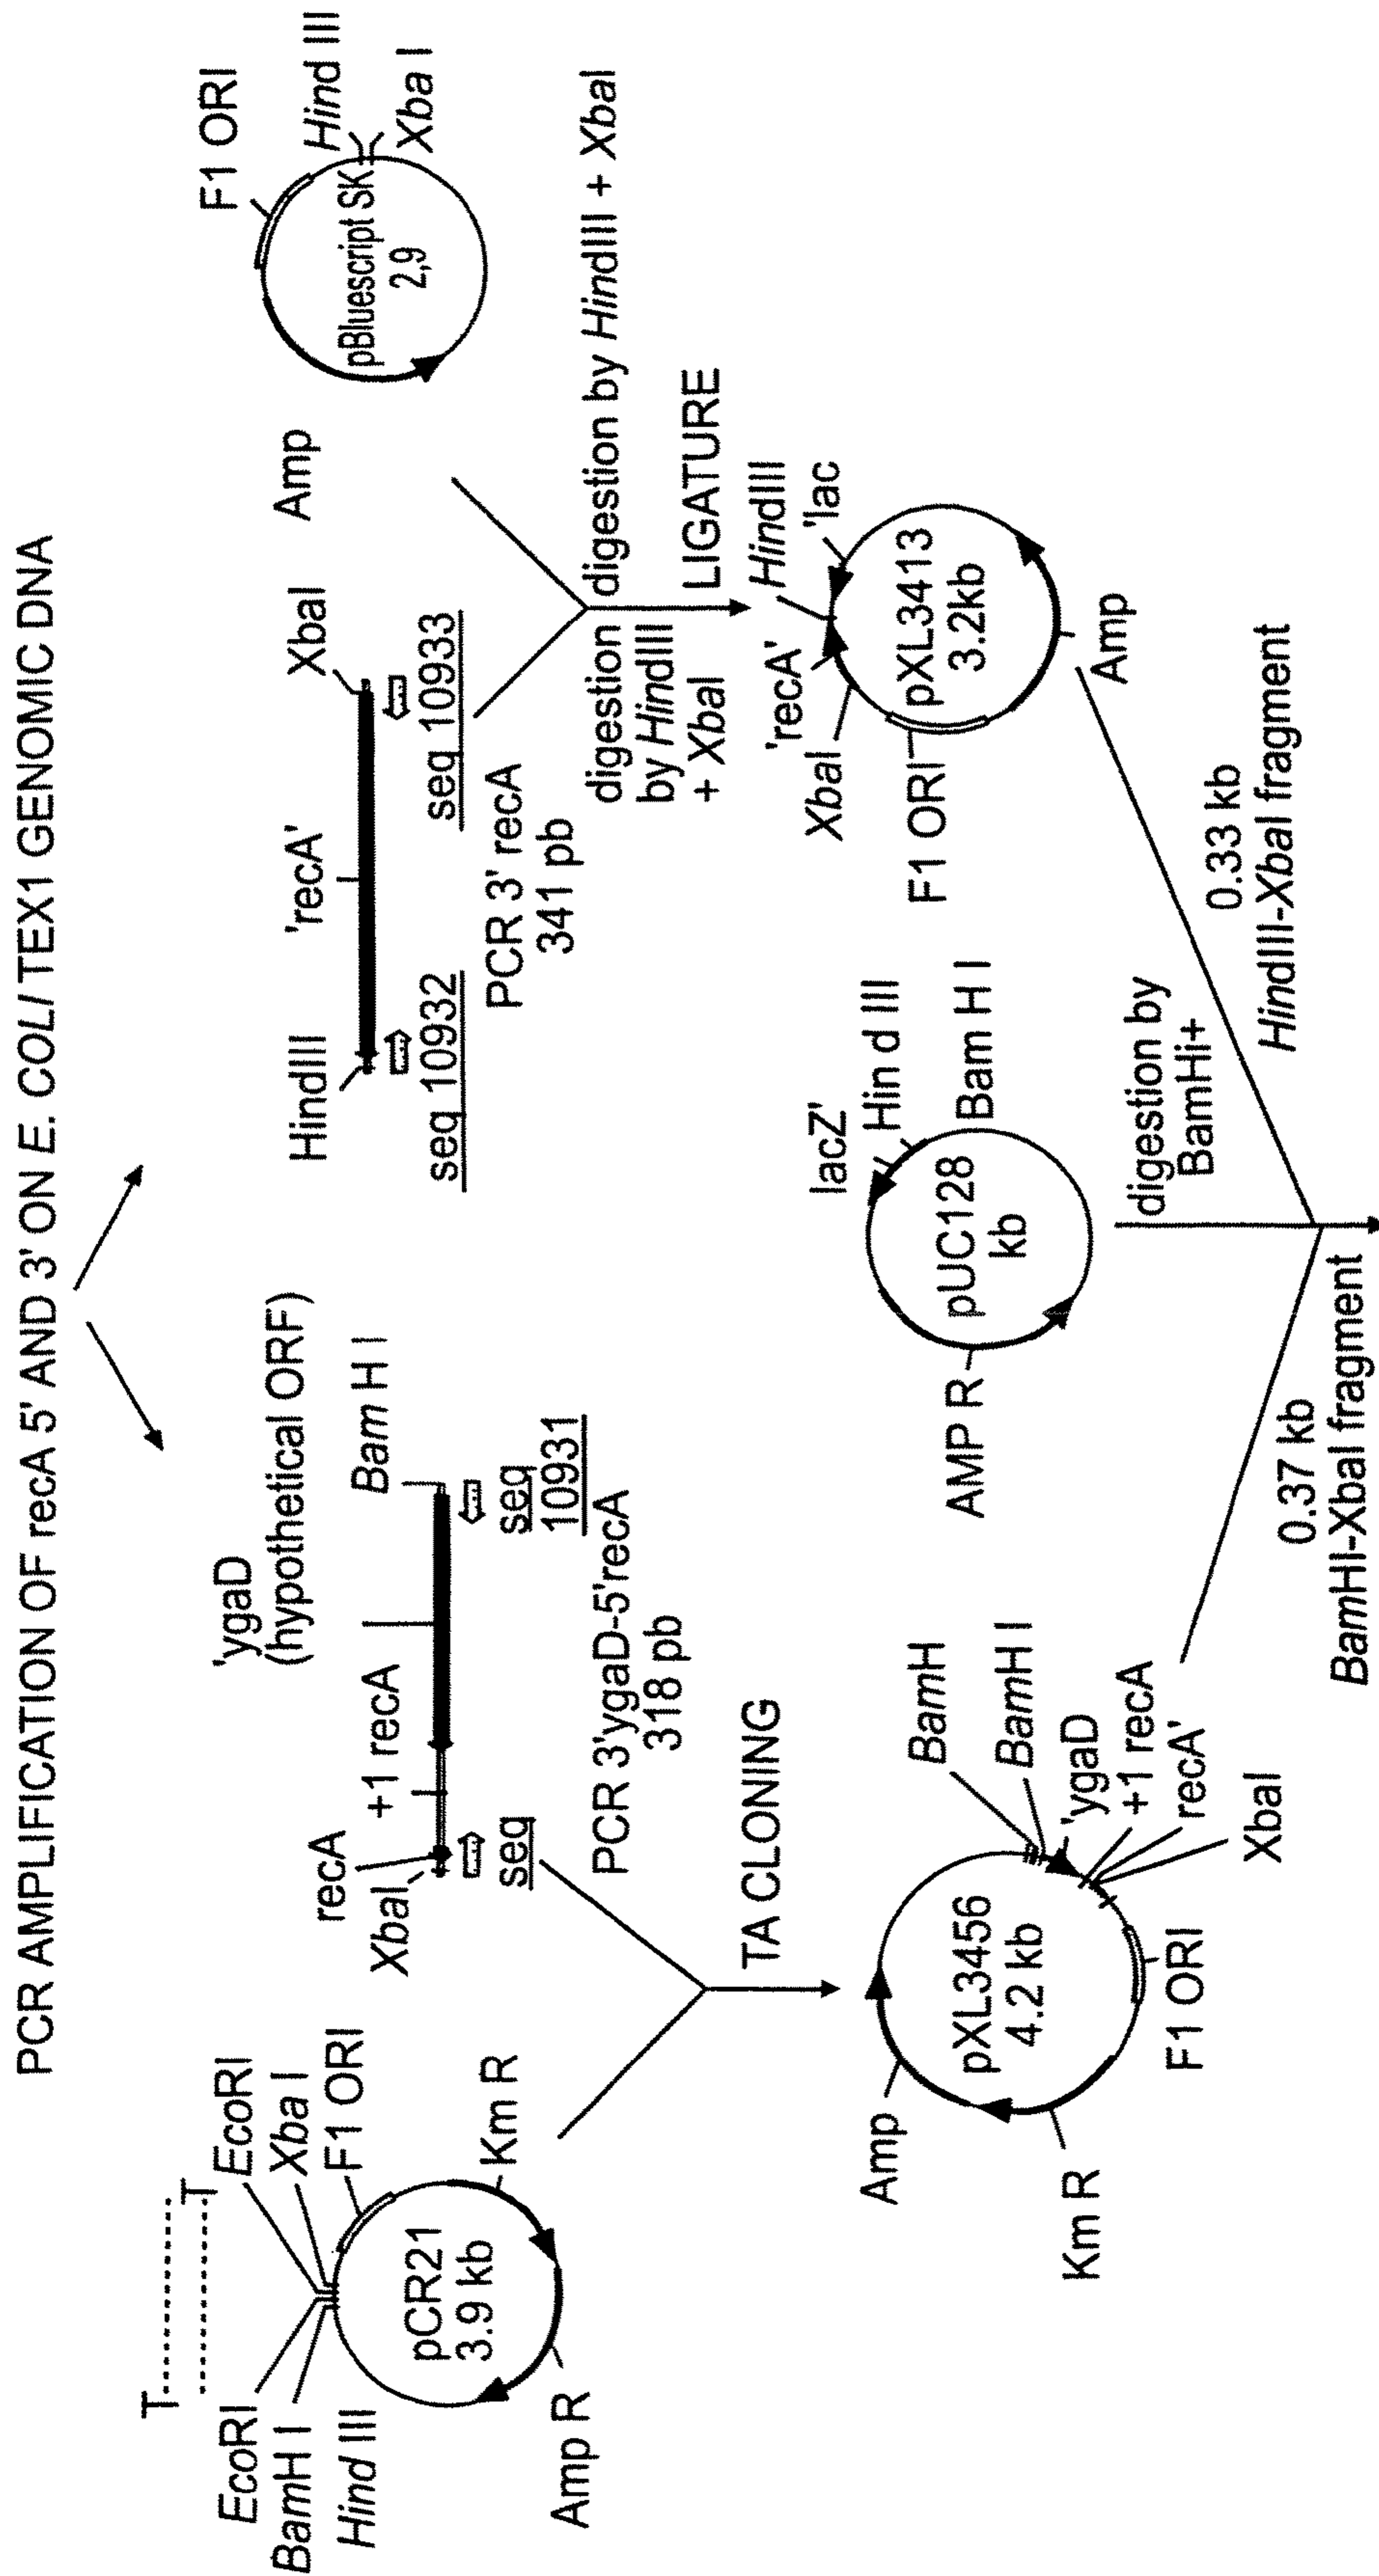 PCR AMPLIFICATION OF recA 5' AND 3' ON E. COLI TEX1 GENOMIC DNA
T
T
EcoRI
BamH I
Hind III
EcoRI
Xba I
F1 ORI
pCR21
3.9 kb
Km R
Amp R
'ygaD
(hypothetical ORF)
recA
+1 recA
Bam H I
XbaI
seq
seq
10931
PCR 3'ygaD-5'recA
318 pb
HindIII
'recA'
XbaI
seq 10932
seq 10933
PCR 3' recA
341 pb
Amp
F1 ORI
Hind III
Xba I
pBluescript SK
2,9
TA CLONING
digestion
by HindIII
+ XbaI
digestion by HindIII + XbaI
LIGATURE
Amp
pXL3456
4.2 kb
BamH
BamH I
'ygaD
+1 recA
recA'
XbaI
F1 ORI
Km R
lacZ'
Hin d III
Bam H I
pUC128
kb
AMP R
XbaI
'recA'
HindIII
'lac
F1 ORI
pXL3413
3.2kb
Amp
digestion by
BamHi+
0.37 kb
BamHI-XbaI fragment
0.33 kb
HindIII-XbaI fragment